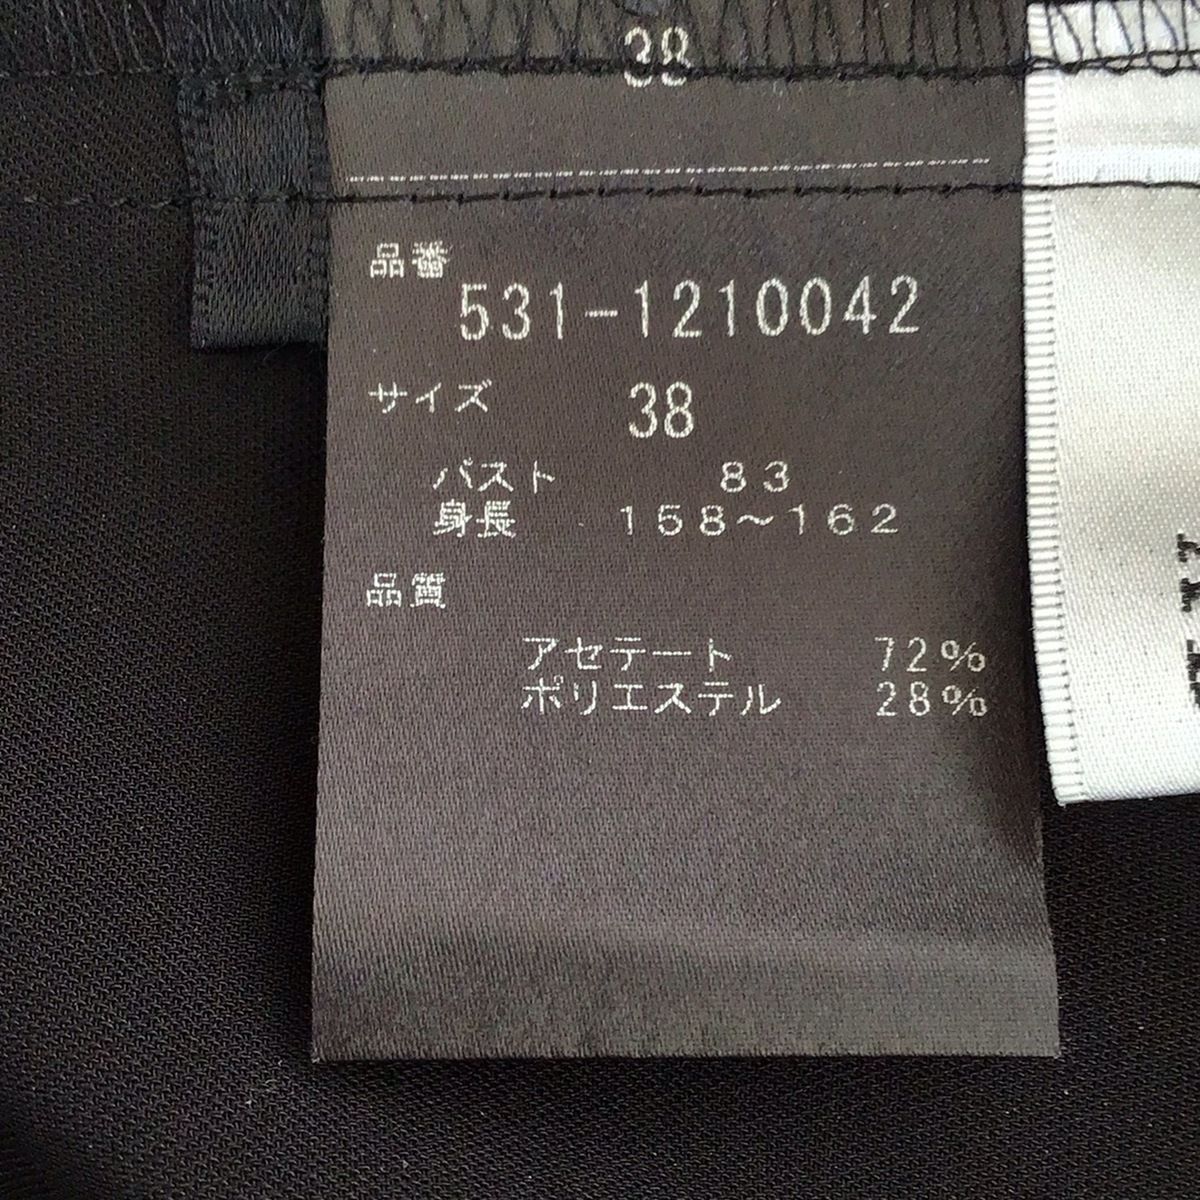 38
品番
531-1210042
サイズ 38
バスト 83
身長 158～162
品質
アセテート 72%
ポリエステル 28%